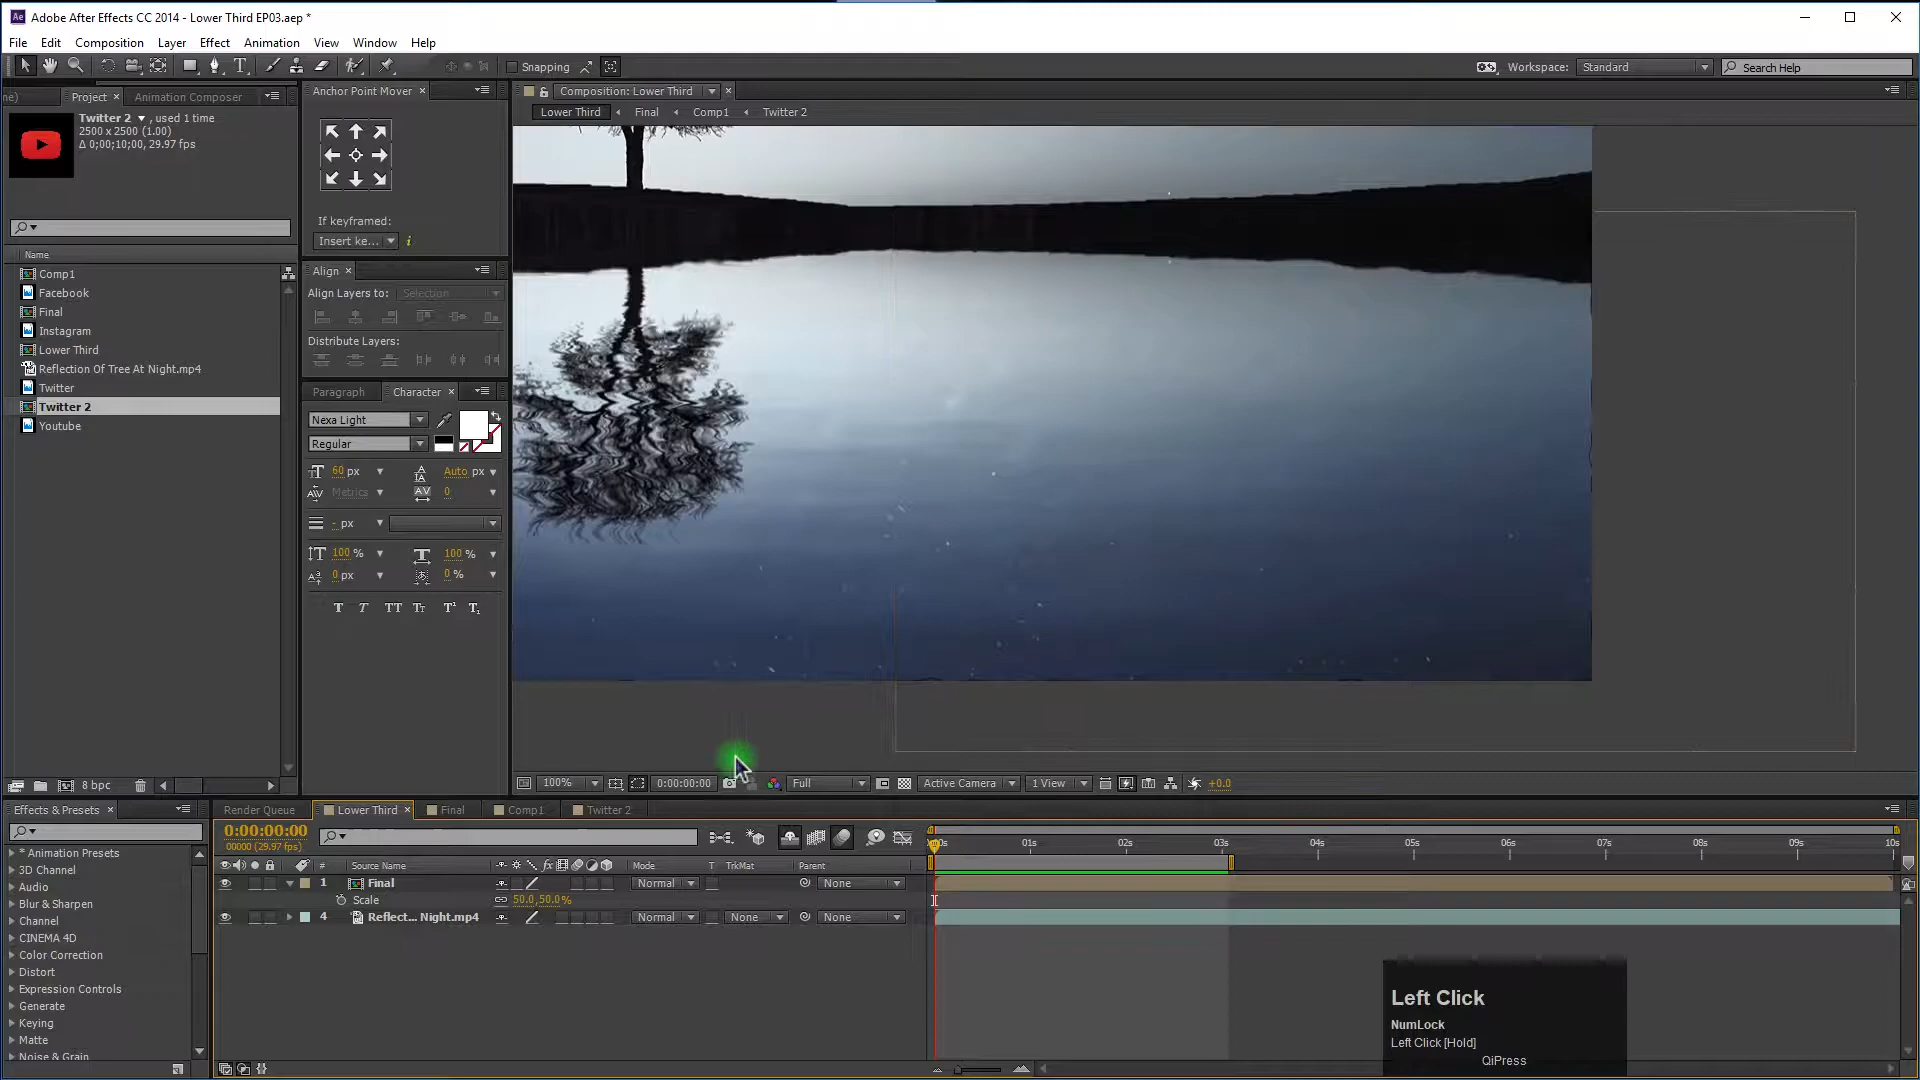 Adobe After Effects CC 2014 - Lower Third EP03.aep *
File Edit Composition Layer Effect Animation View Window Help
Snapping
Workspace: Standard
Search Help
ne)
Project
Animation Composer
Twitter 2 , used 1 time
2500 x 2500 (1.00)
Δ 0;00;10;00, 29.97 fps
Name
Comp1
Facebook
Final
Instagram
Lower Third
Reflection Of Tree At Night.mp4
Twitter
Twitter 2
Youtube
8 bpc
Anchor Point Mover
If keyframed:
Insert ke...
Align
Align Layers to: Selection
Distribute Layers:
Paragraph
Character
Nexa Light
Regular
60 px
Auto px
Metrics
0
- px
100 %
100 %
0 px
0 %
Composition: Lower Third
Lower Third Final Comp1 Twitter 2
100%
0:00:00:00
Full
Active Camera
1 View
+0.0
Effects & Presets
* Animation Presets
3D Channel
Audio
Blur & Sharpen
Channel
CINEMA 4D
Color Correction
Distort
Expression Controls
Generate
Keying
Matte
Noise & Grain
Render Queue
Lower Third
Final
Comp1
Twitter 2
0:00:00:00
00000 (29.97 fps)
# Source Name fx Mode T TrkMat Parent
1 Final Normal None
Scale 50.0,50.0%
4 Reflect... Night.mp4 Normal None None
01s 02s 03s 04s 05s 06s 07s 08s 09s 10s
Left Click
NumLock
Left Click [Hold]
QiPress